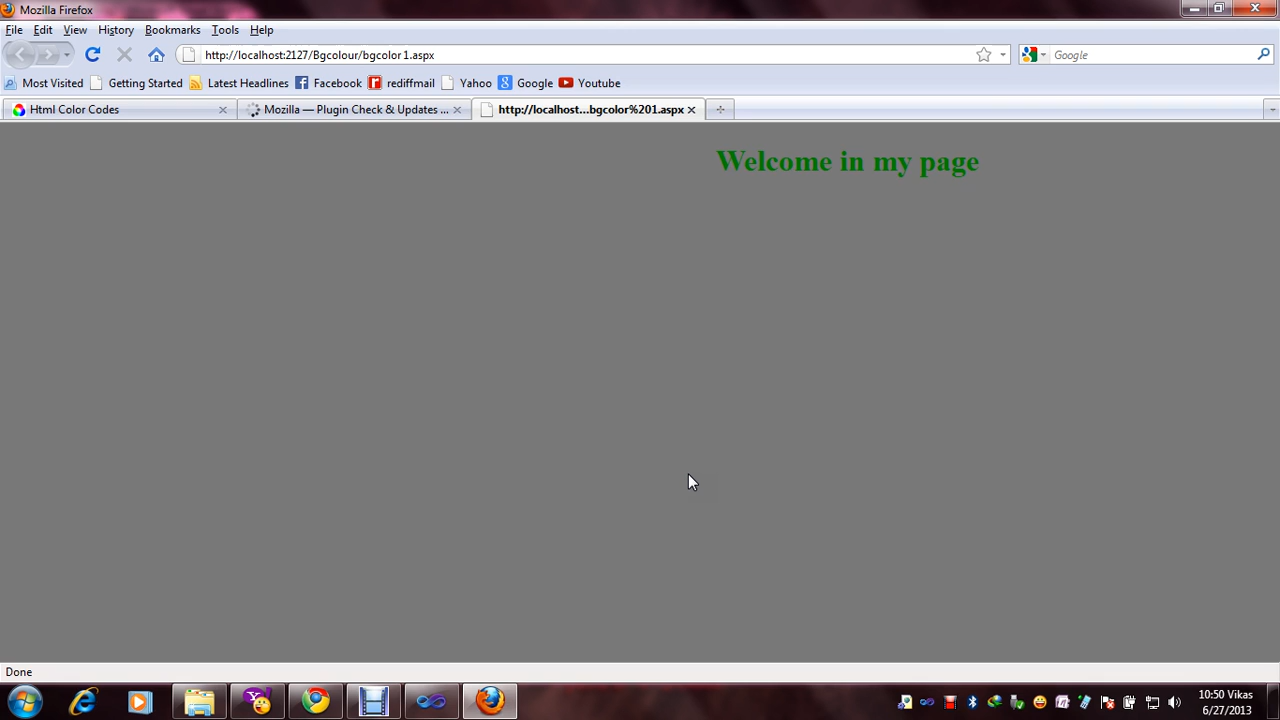 Mozilla Firefox
File Edit View History Bookmarks Tools Help
http://localhost:2127/Bgcolour/bgcolor 1.aspx
Google
Most Visited Getting Started Latest Headlines Facebook rediffmail Yahoo Google Youtube
Html Color Codes
Mozilla — Plugin Check & Updates ...
http://localhost...bgcolor%201.aspx
Welcome in my page
Done
10:50 Vikas
6/27/2013